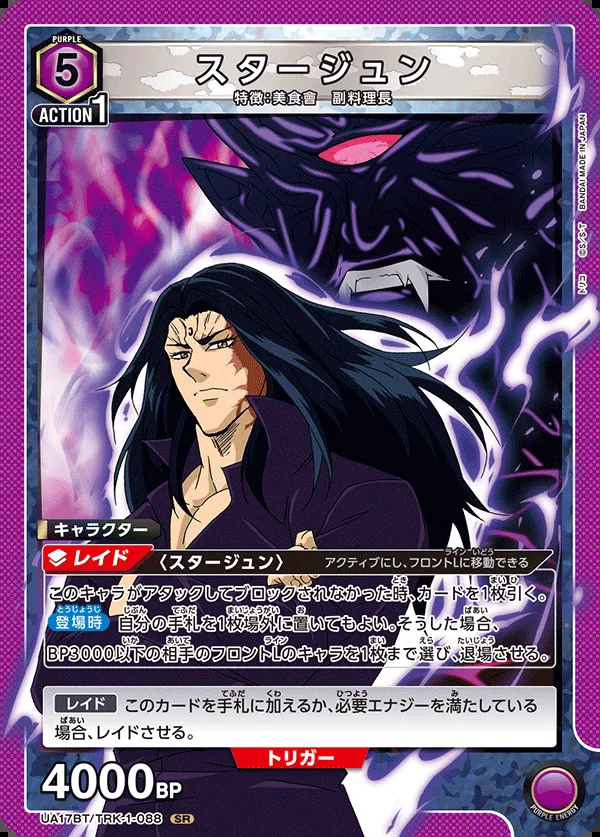 PURPLE
5
ACTION 1
スタージュン
特徴:美食會 副料理長
トリコ ©S/S,T BANDAI MADE IN JAPAN
キャラクター
レイド 〈スタージュン〉 アクティブにし、フロントLに移動できる
このキャラがアタックしてブロックされなかった時、カードを1枚引く。
登場時 自分の手札を1枚場外に置いてもよい。そうした場合、
BP3000以下の相手のフロントLのキャラを1枚まで選び、退場させる。
レイド このカードを手札に加えるか、必要エナジーを満たしている
場合、レイドさせる。
トリガー
4000BP
PURPLE ENERGY
UA17BT/TRK-1-088 SR